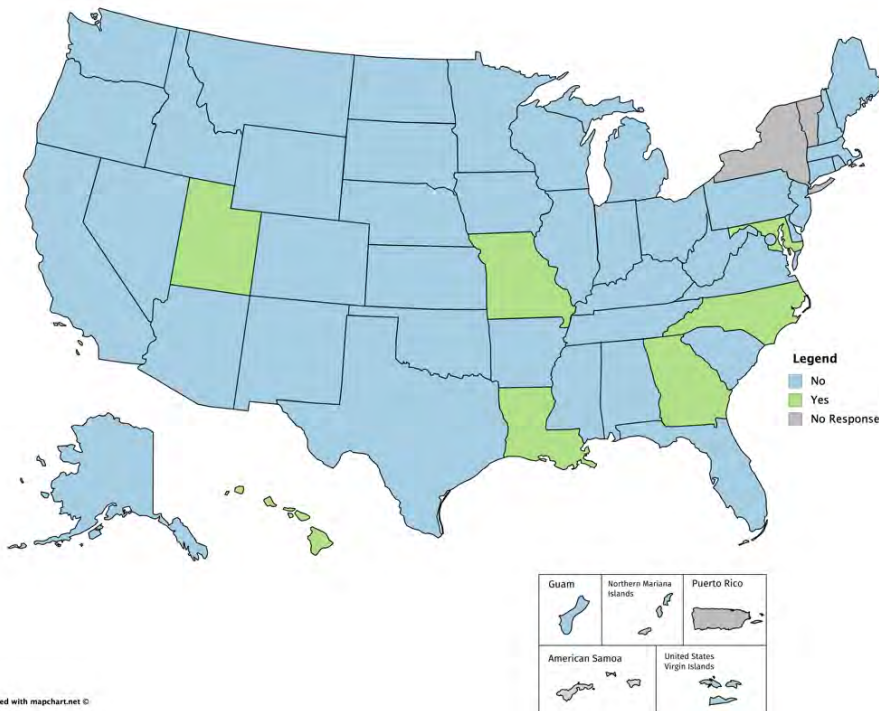 Legend
No
Yes
No Response
Guam
Northern Mariana
Islands
Puerto Rico
American Samoa
United States
Virgin Islands
ed with mapchart.net ©